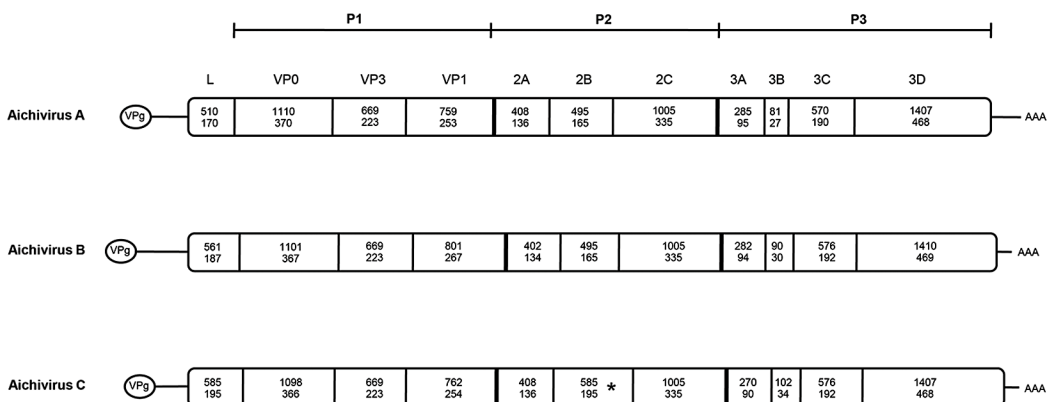 P1 P2 P3
L VP0 VP3 VP1 2A 2B 2C 3A 3B 3C 3D
Aichivirus A VPg 510 1110 669 759 408 495 1005 285 81 570 1407 AAA
170 370 223 253 136 165 335 95 27 190 468
Aichivirus B VPg 561 1101 669 801 402 495 1005 282 90 576 1410 AAA
187 367 223 267 134 165 335 94 30 192 469
Aichivirus C VPg 585 1098 669 762 408 585 * 1005 270 102 576 1407 AAA
195 366 223 254 136 195 335 90 34 192 468